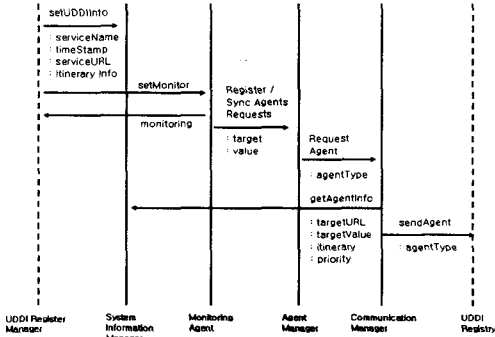 setUDDIInfo
: serviceName
: timeStamp
: serviceURL
: Itinerary Info
setMonitor
monitoring
Register /
Sync Agents
Requests
: target
: value
Request
Agent
: agentType
getAgentInfo
: targetURL
: targetValue
: itinerary
: priority
sendAgent
: agentType
UDDI Register
Manager
System
Information
Manager
Monitoring
Agent
Agent
Manager
Communication
Manager
UDDI
Registry